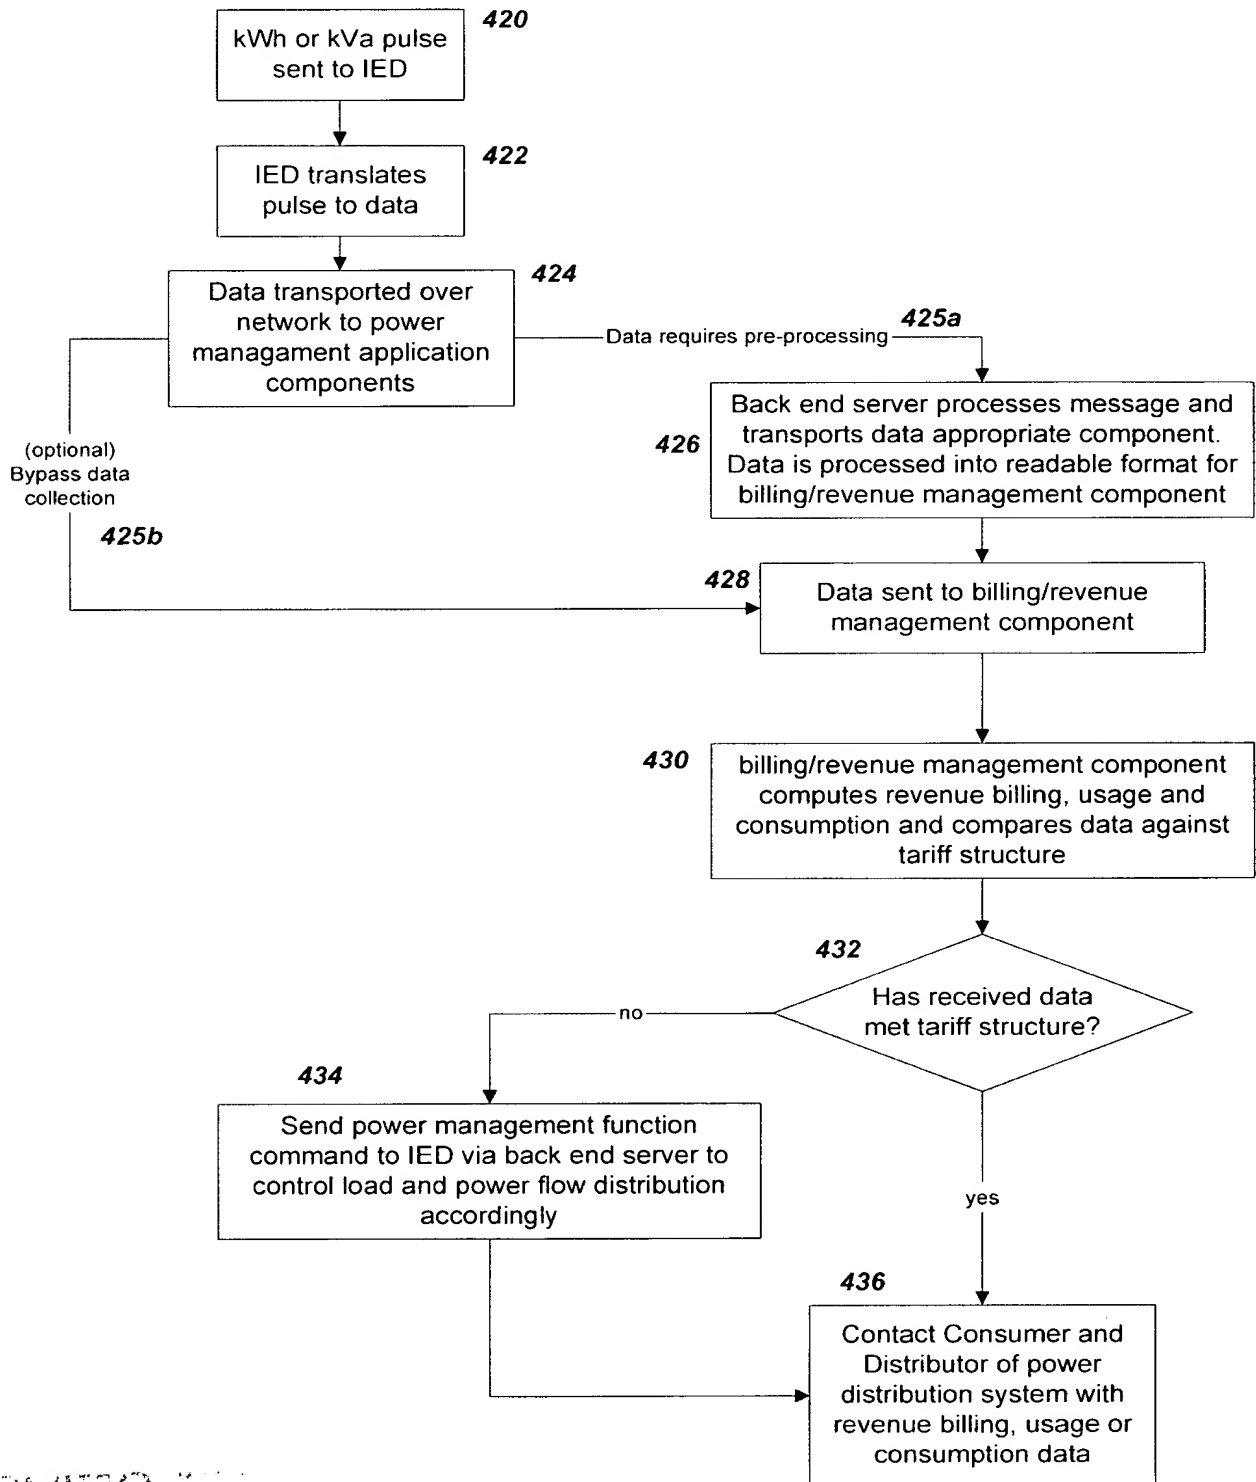 420
kWh or kVa pulse
sent to IED
422
IED translates
pulse to data
424
Data transported over
network to power
managament application
components
425a
Data requires pre-processing
(optional)
Bypass data
collection
425b
426
Back end server processes message and
transports data appropriate component.
Data is processed into readable format for
billing/revenue management component
428
Data sent to billing/revenue
management component
430
billing/revenue management component
computes revenue billing, usage and
consumption and compares data against
tariff structure
432
Has received data
met tariff structure?
no
434
Send power management function
command to IED via back end server to
control load and power flow distribution
accordingly
yes
436
Contact Consumer and
Distributor of power
distribution system with
revenue billing, usage or
consumption data